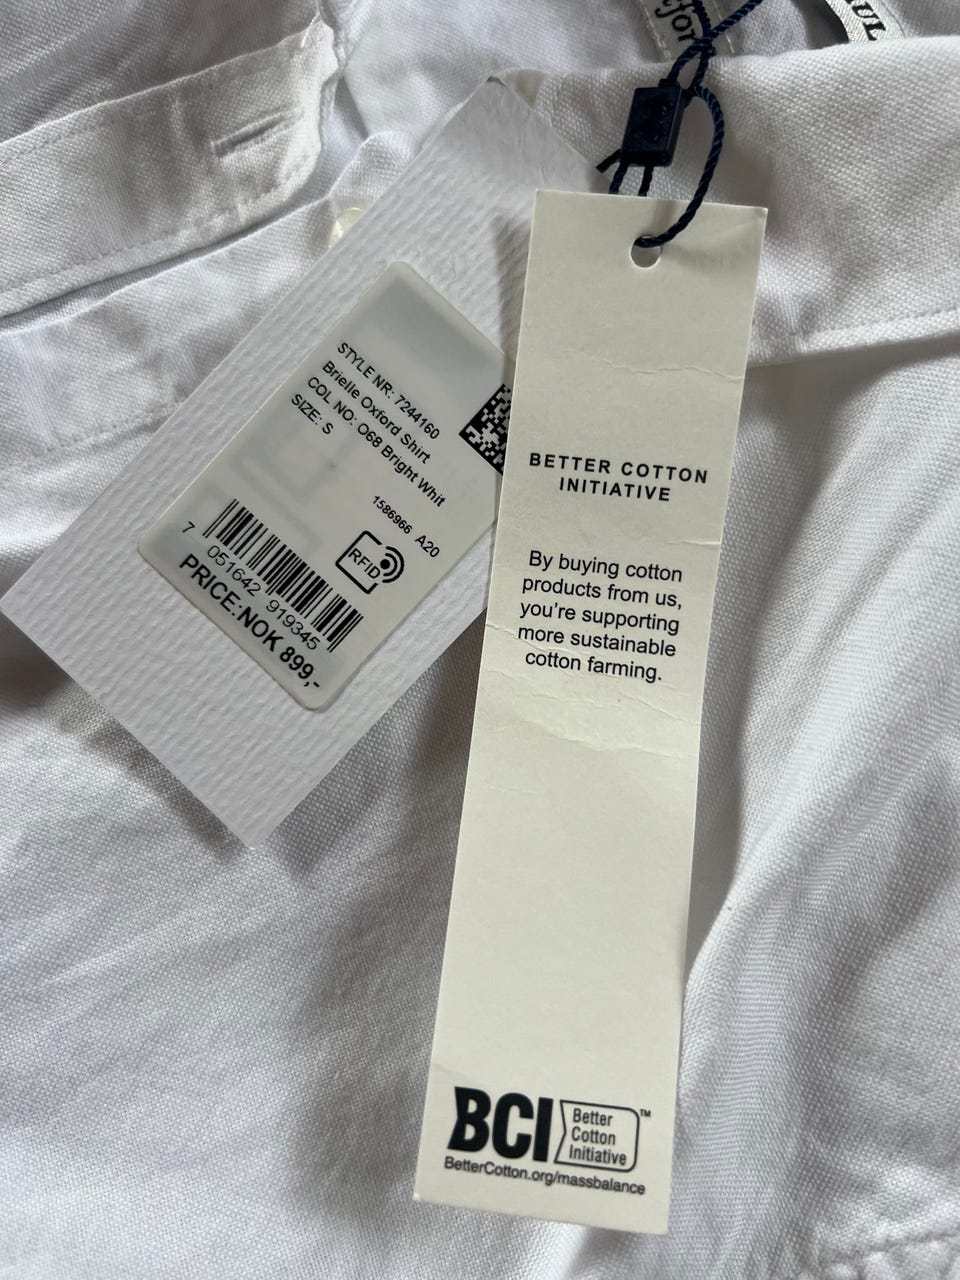 STYLE NR: 7244160
Brielle Oxford Shirt
COL NO: O68 Bright Whit
SIZE: S
1586966 A20
RFID
7 051642 919345
PRICE:NOK 899,-
BETTER COTTON
INITIATIVE
By buying cotton
products from us,
you're supporting
more sustainable
cotton farming.
BCI Better
Cotton
Initiative ™
BetterCotton.org/massbalance